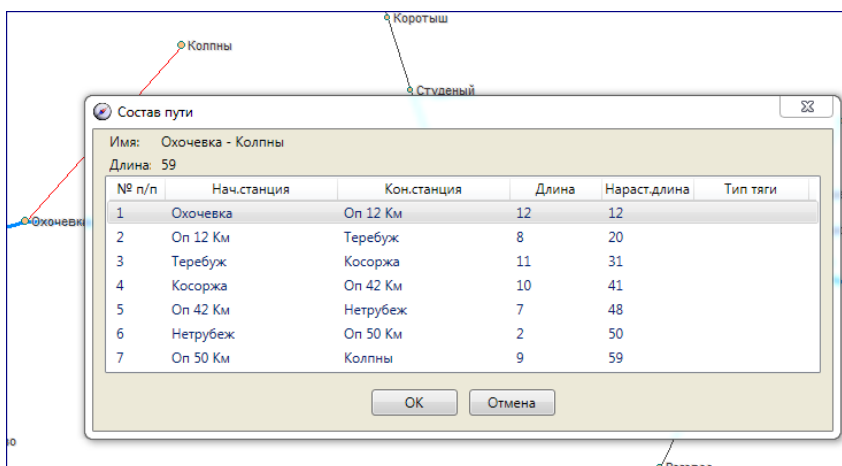 Коротыш
Колпны
Студеный
Состав пути
Имя: Охочевка - Колпны
Длина: 59
№ п/п Нач.станция Кон.станция Длина Нараст.длина Тип тяги
1 Охочевка Оп 12 Км 12 12
Охочевка
2 Оп 12 Км Теребуж 8 20
3 Теребуж Косоржа 11 31
4 Косоржа Оп 42 Км 10 41
5 Оп 42 Км Нетрубеж 7 48
6 Нетрубеж Оп 50 Км 2 50
7 Оп 50 Км Колпны 9 59
OK Отмена